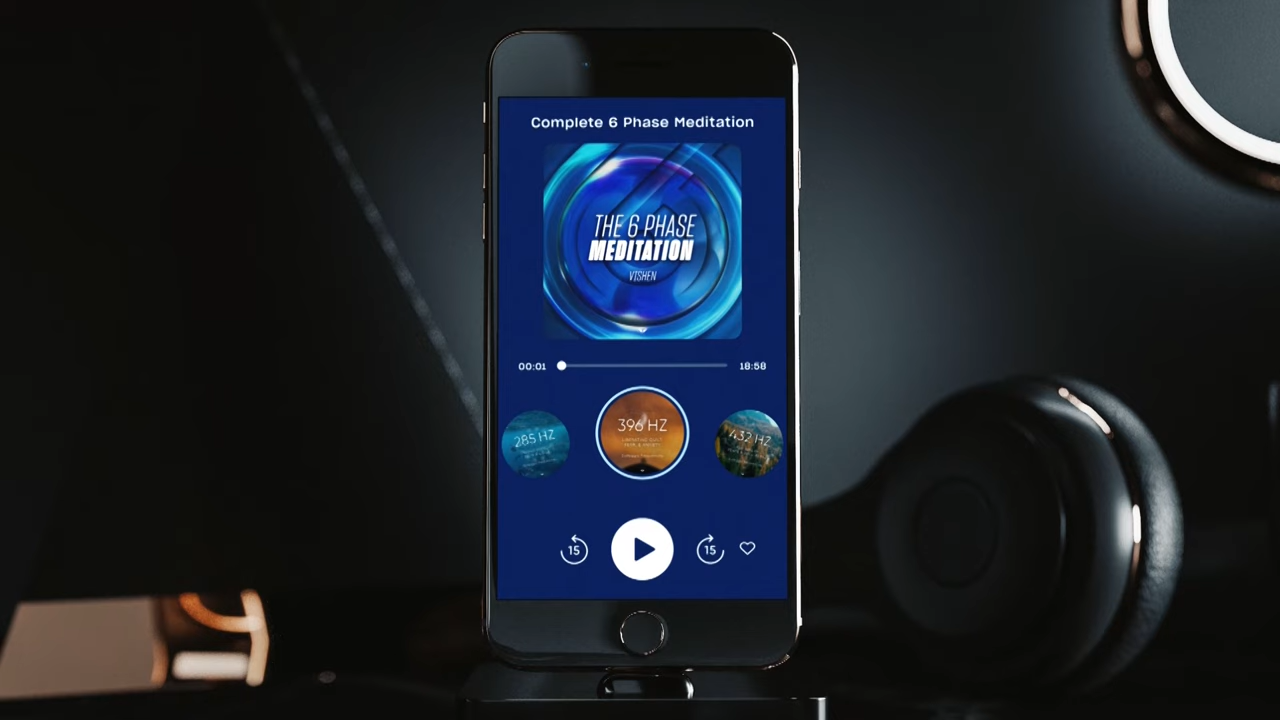 Complete 6 Phase Meditation
THE 6 PHASE
MEDITATION
VISHEN
00:01
18:58
285 HZ
396 HZ
432 HZ
15
15